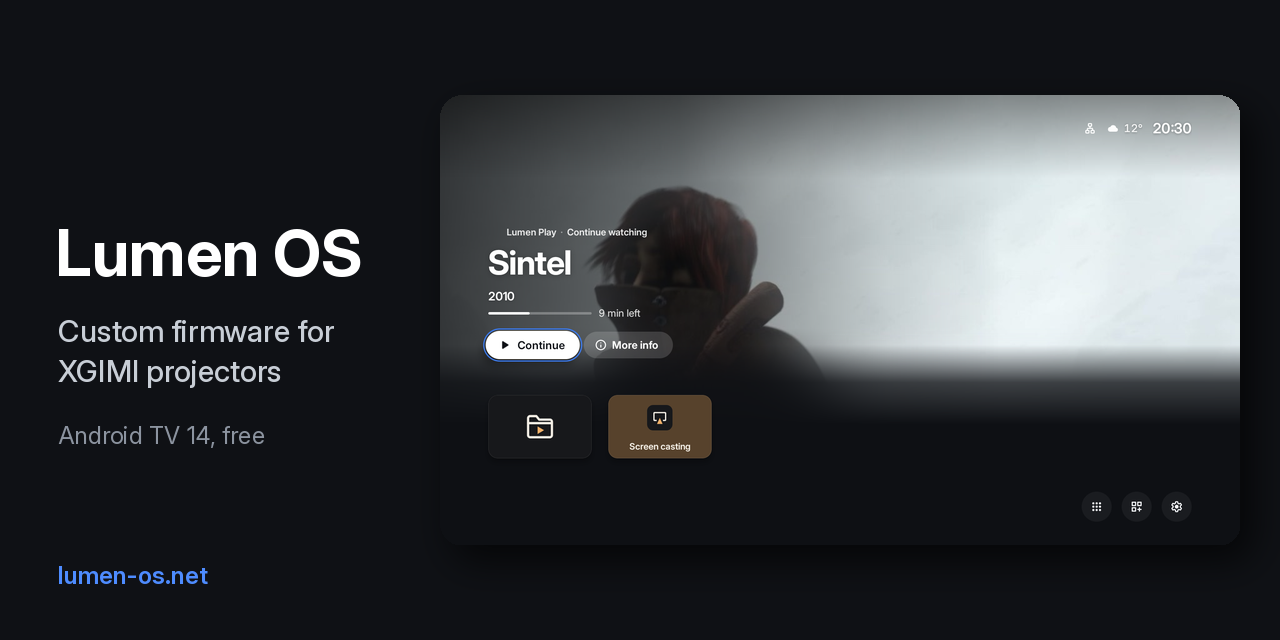 Lumen OS
Custom firmware for
XGIMI projectors
Android TV 14, free
lumen-os.net
12° 20:30
Lumen Play · Continue watching
Sintel
2010
9 min left
Continue More info
Screen casting